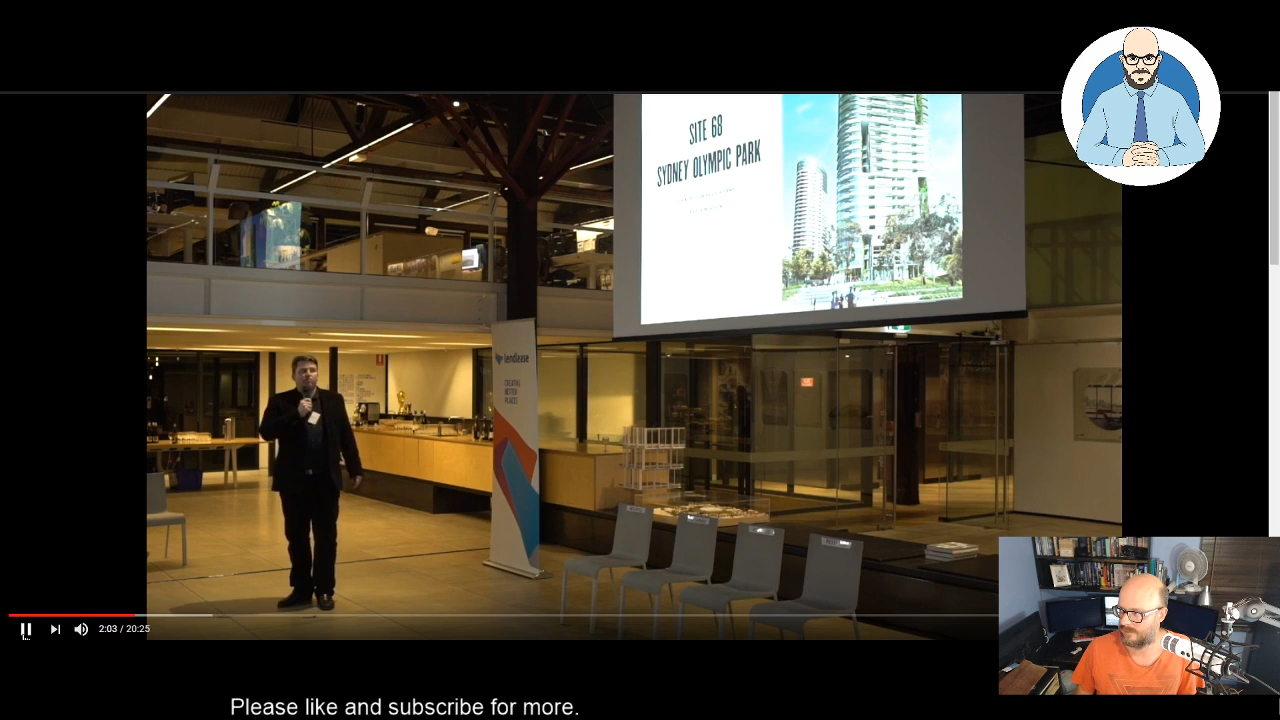 SITE 68
SYDNEY OLYMPIC PARK
lendlease
CREATING
BETTER
PLACES
2:03 / 20:25
Please like and subscribe for more.